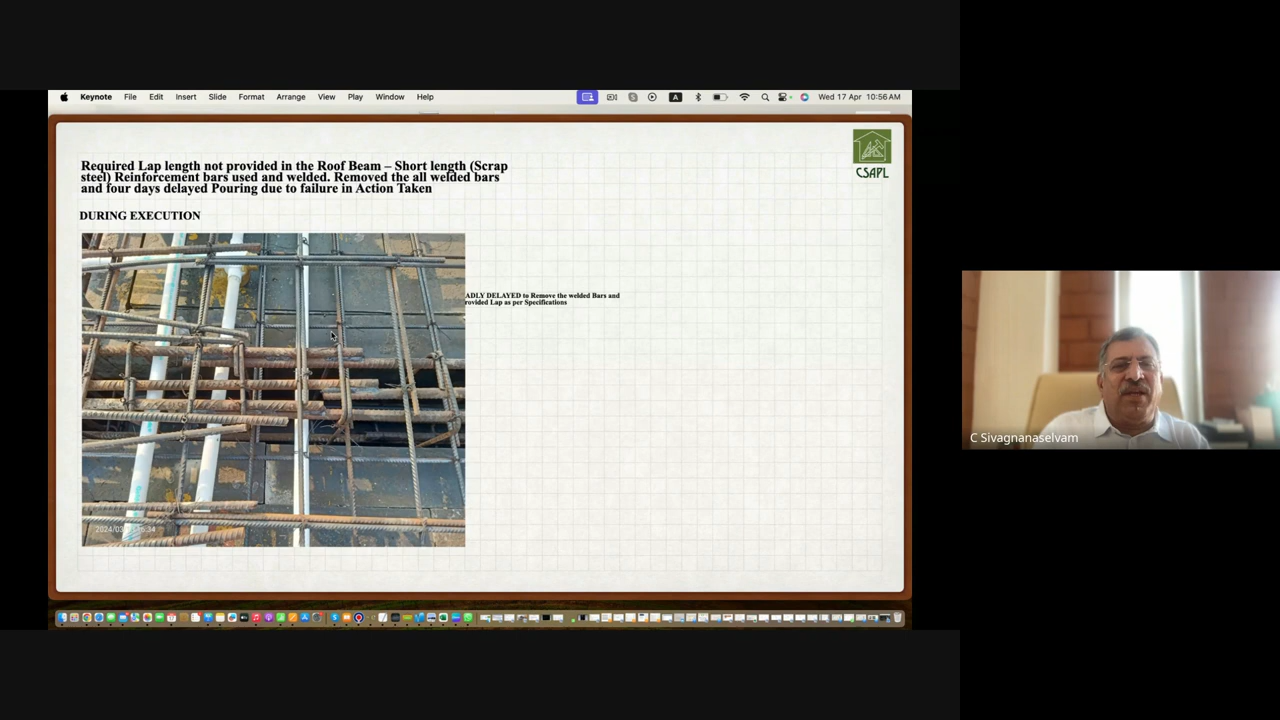 Keynote File Edit Insert Slide Format Arrange View Play Window Help A Wed 17 Apr 10:56 AM
Required Lap length not provided in the Roof Beam – Short length (Scrap
steel) Reinforcement bars used and welded. Removed the all welded bars
and four days delayed Pouring due to failure in Action Taken
CSAPL
DURING EXECUTION
ADLY DELAYED to Remove the welded Bars and
rovided Lap as per Specifications
C Sivagnanaselvam